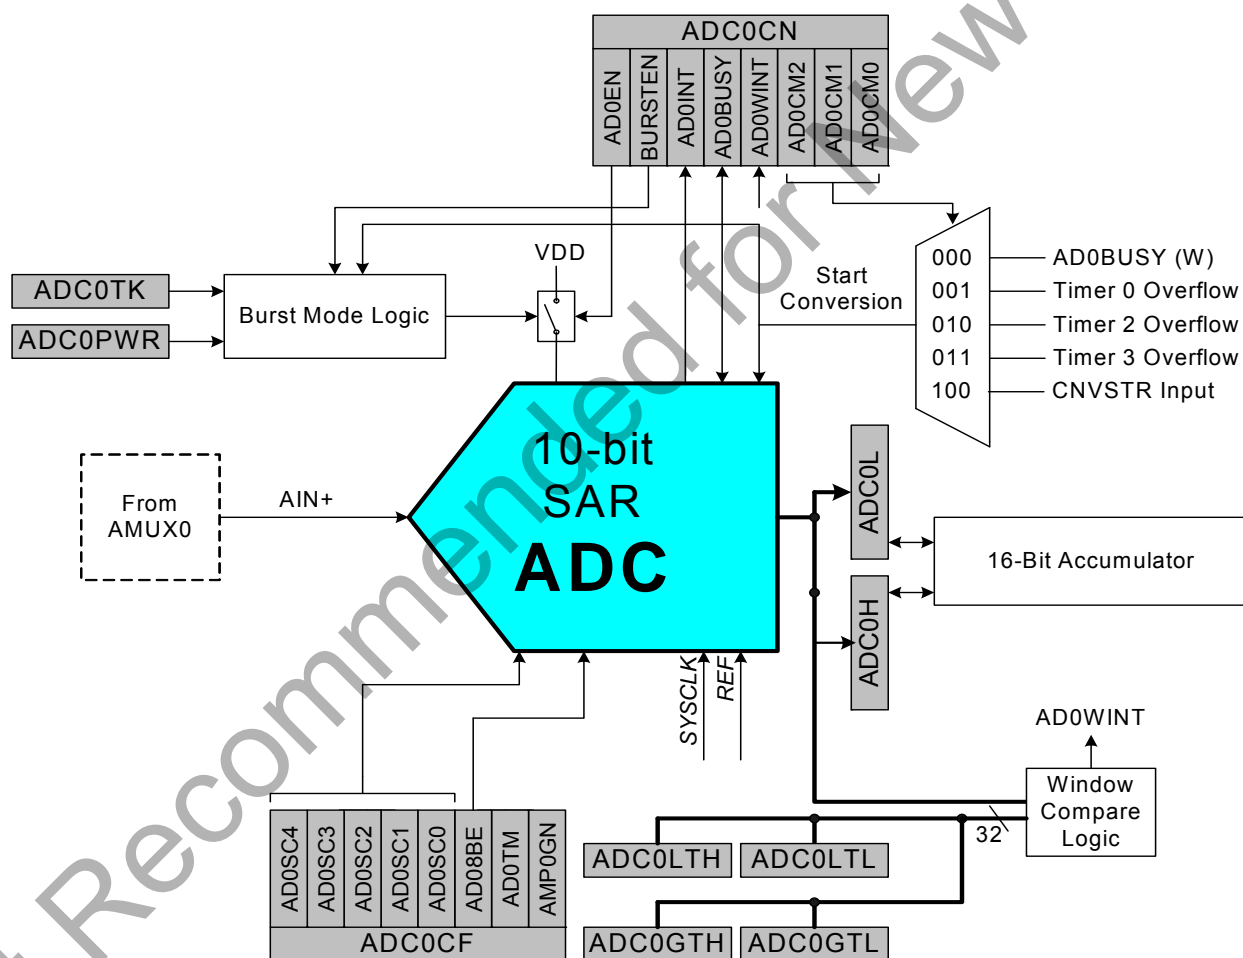 ADC0CN
AD0EN
BURSTEN
AD0INT
AD0BUSY
AD0WINT
AD0CM2
AD0CM1
AD0CM0
VDD
Start
Conversion
000
AD0BUSY (W)
001
Timer 0 Overflow
010
Timer 2 Overflow
011
Timer 3 Overflow
100
CNVSTR Input
ADC0TK
ADC0PWR
Burst Mode Logic
From
AMUX0
AIN+
10-bit
SAR
ADC
ADC0L
ADC0H
16-Bit Accumulator
SYSCLK
REF
AD0WINT
Window
Compare
Logic
32
AD0SC4
AD0SC3
AD0SC2
AD0SC1
AD0SC0
AD08BE
AD0TM
AMP0GN
ADC0CF
ADC0LTH
ADC0LTL
ADC0GTH
ADC0GTL
Recommended for New